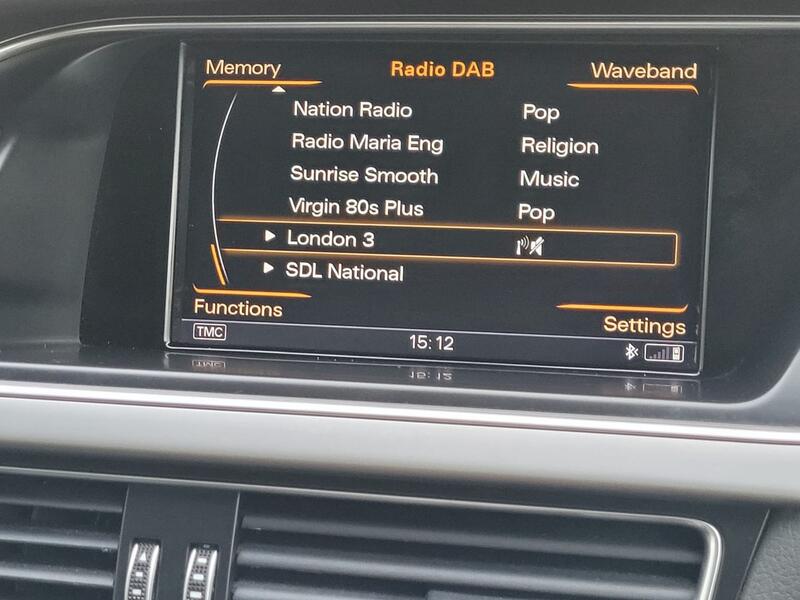 Memory Radio DAB Waveband
Nation Radio Pop
Radio Maria Eng Religion
Sunrise Smooth Music
Virgin 80s Plus Pop
London 3
SDL National
Functions Settings
TMC 15:12